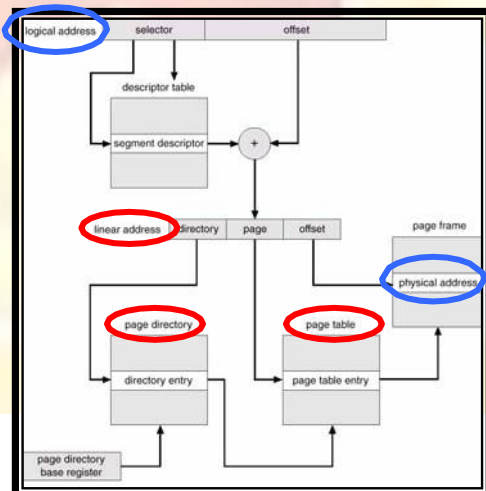 logical address selector offset
descriptor table
segment descriptor +
linear address directory page offset
page frame
physical address
page directory page table
directory entry page table entry
page directory
base register